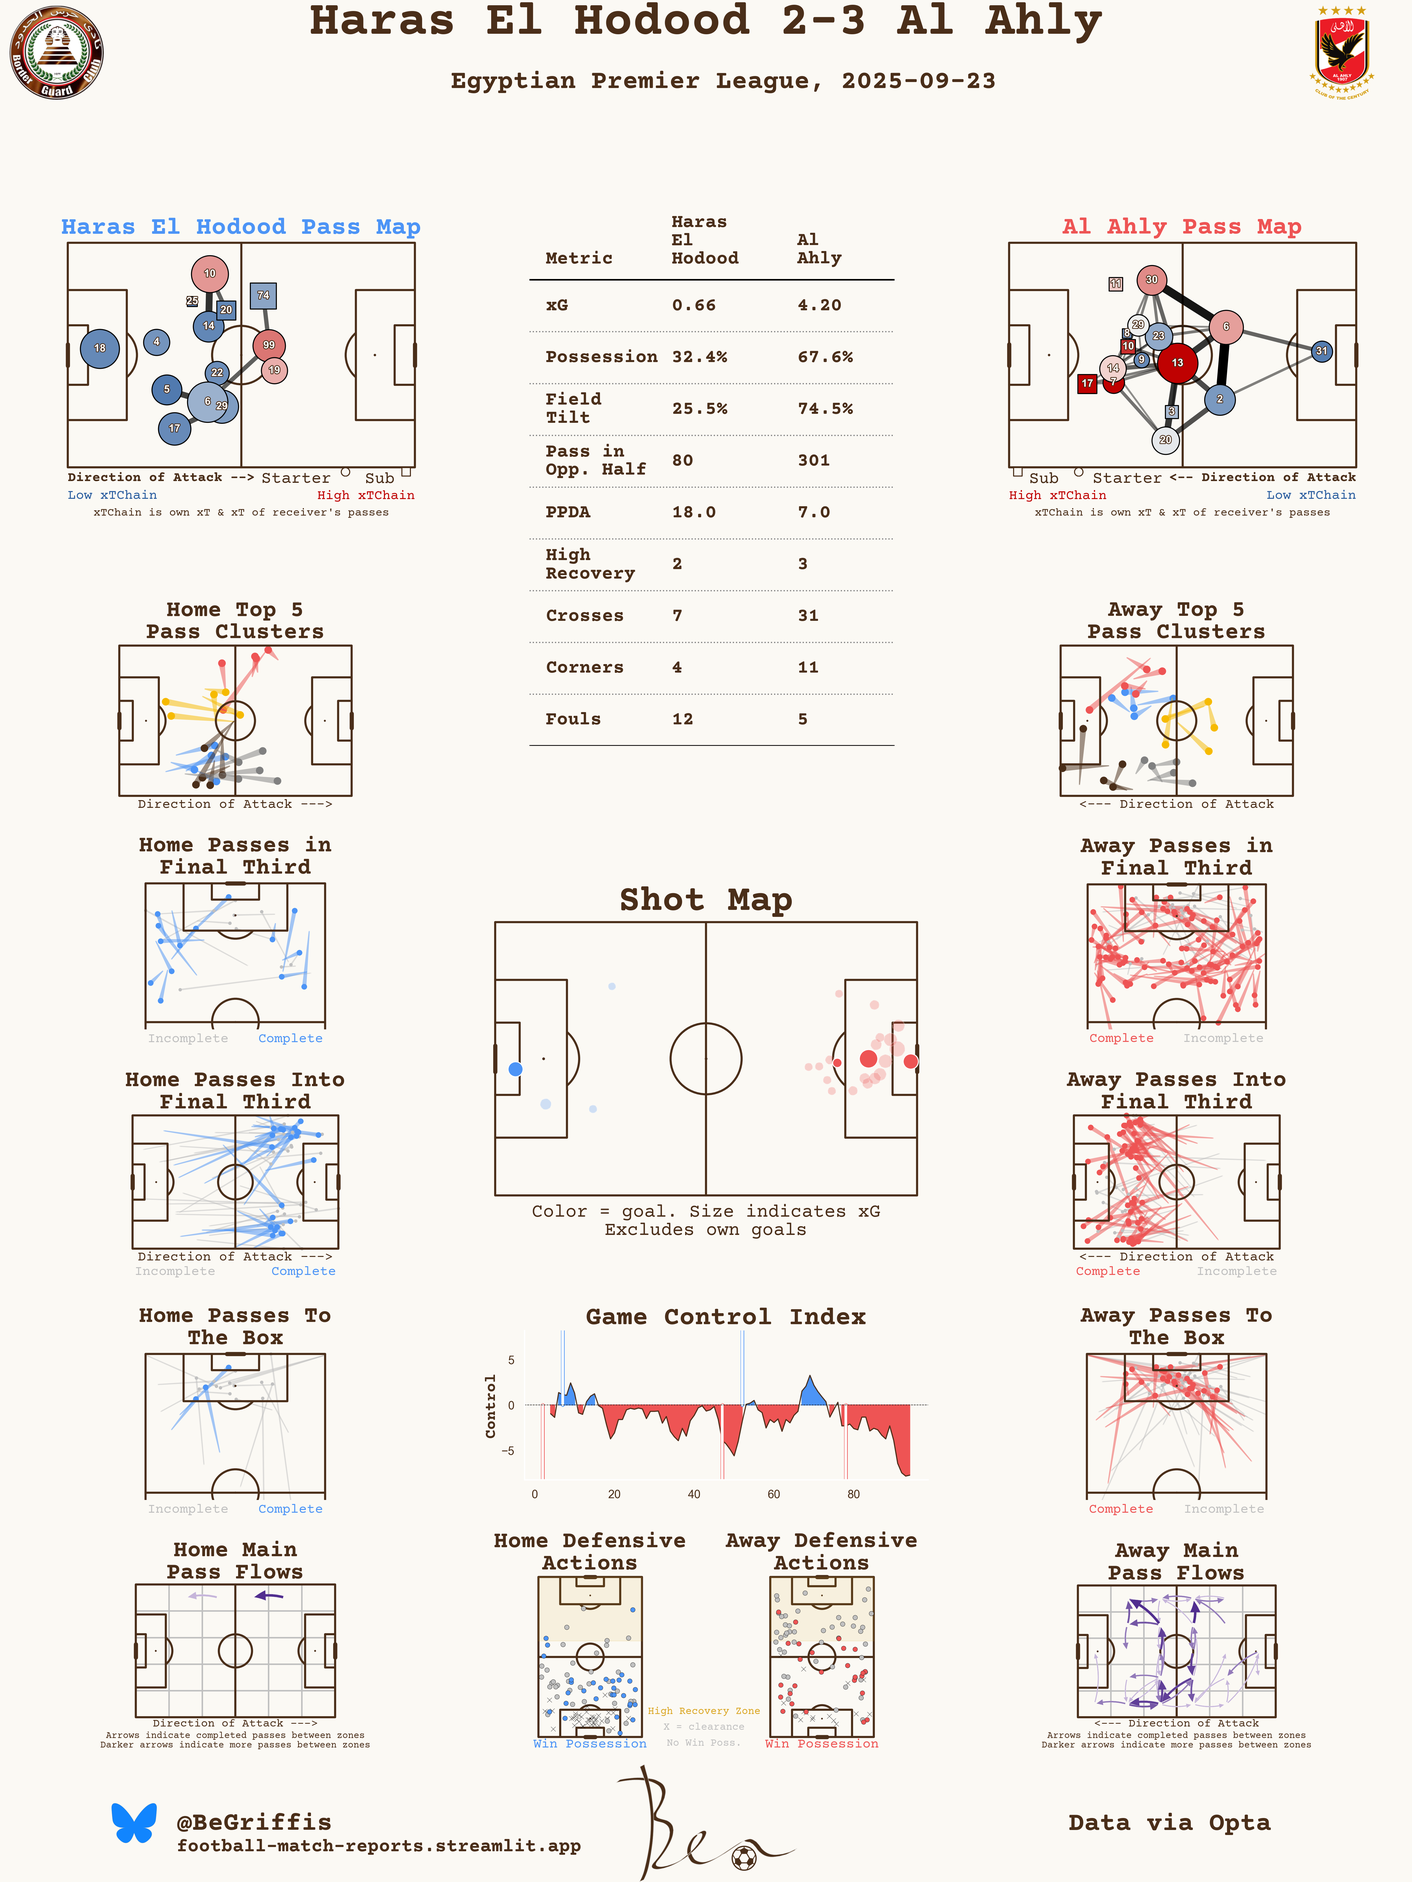 Haras El Hodood 2-3 Al Ahly
Egyptian Premier League, 2025-09-23
Border Guard Club
AL AHLY
1907
CLUB OF THE CENTURY
Haras El Hodood Pass Map
10
25
20
74
14
18
4
99
19
22
5
6
29
17
Direction of Attack --> Starter Sub
Low xTChain High xTChain
xTChain is own xT & xT of receiver's passes
Metric Haras El Hodood Al Ahly
xG 0.66 4.20
Possession 32.4% 67.6%
Field Tilt 25.5% 74.5%
Pass in Opp. Half 80 301
PPDA 18.0 7.0
High Recovery 2 3
Crosses 7 31
Corners 4 11
Fouls 12 5
Al Ahly Pass Map
11
30
29
8
23
6
10
31
9
13
14
17
7
2
3
20
Sub Starter <-- Direction of Attack
High xTChain Low xTChain
xTChain is own xT & xT of receiver's passes
Home Top 5
Pass Clusters
Direction of Attack --->
Away Top 5
Pass Clusters
<--- Direction of Attack
Home Passes in
Final Third
Incomplete Complete
Away Passes in
Final Third
Complete Incomplete
Shot Map
Color = goal. Size indicates xG
Excludes own goals
Home Passes Into
Final Third
Direction of Attack --->
Incomplete Complete
Away Passes Into
Final Third
<--- Direction of Attack
Complete Incomplete
Home Passes To
The Box
Incomplete Complete
Game Control Index
Control
5
0
−5
0 20 40 60 80
Away Passes To
The Box
Complete Incomplete
Home Main
Pass Flows
Direction of Attack --->
Arrows indicate completed passes between zones
Darker arrows indicate more passes between zones
Home Defensive
Actions
Win Possession
High Recovery Zone
X = clearance
No Win Poss.
Away Defensive
Actions
Win Possession
Away Main
Pass Flows
<--- Direction of Attack
Arrows indicate completed passes between zones
Darker arrows indicate more passes between zones
@BeGriffis
football-match-reports.streamlit.app
Ben
Data via Opta